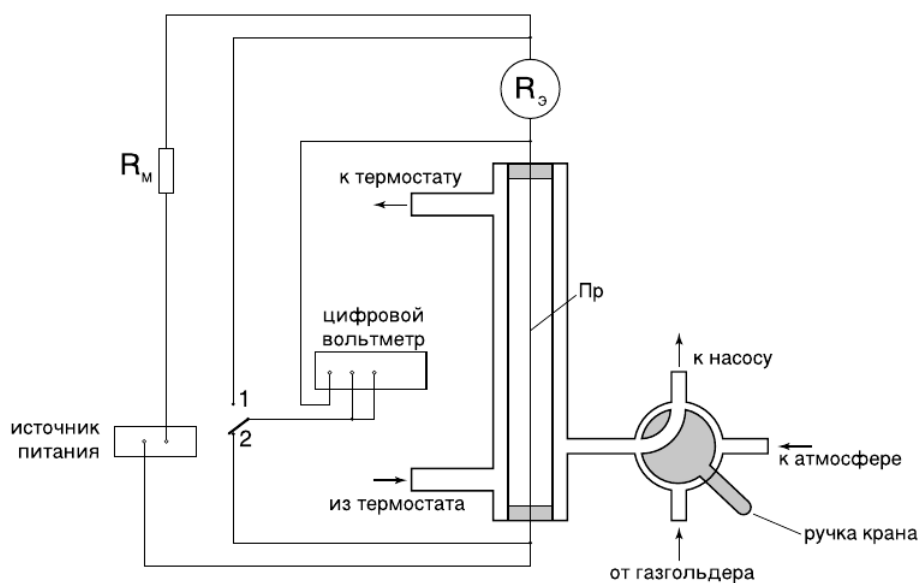 Rэ
Rм
к термостату
Пр
цифровой
вольтметр
к насосу
1
2
источник
питания
к атмосфере
из термостата
ручка крана
от газгольдера